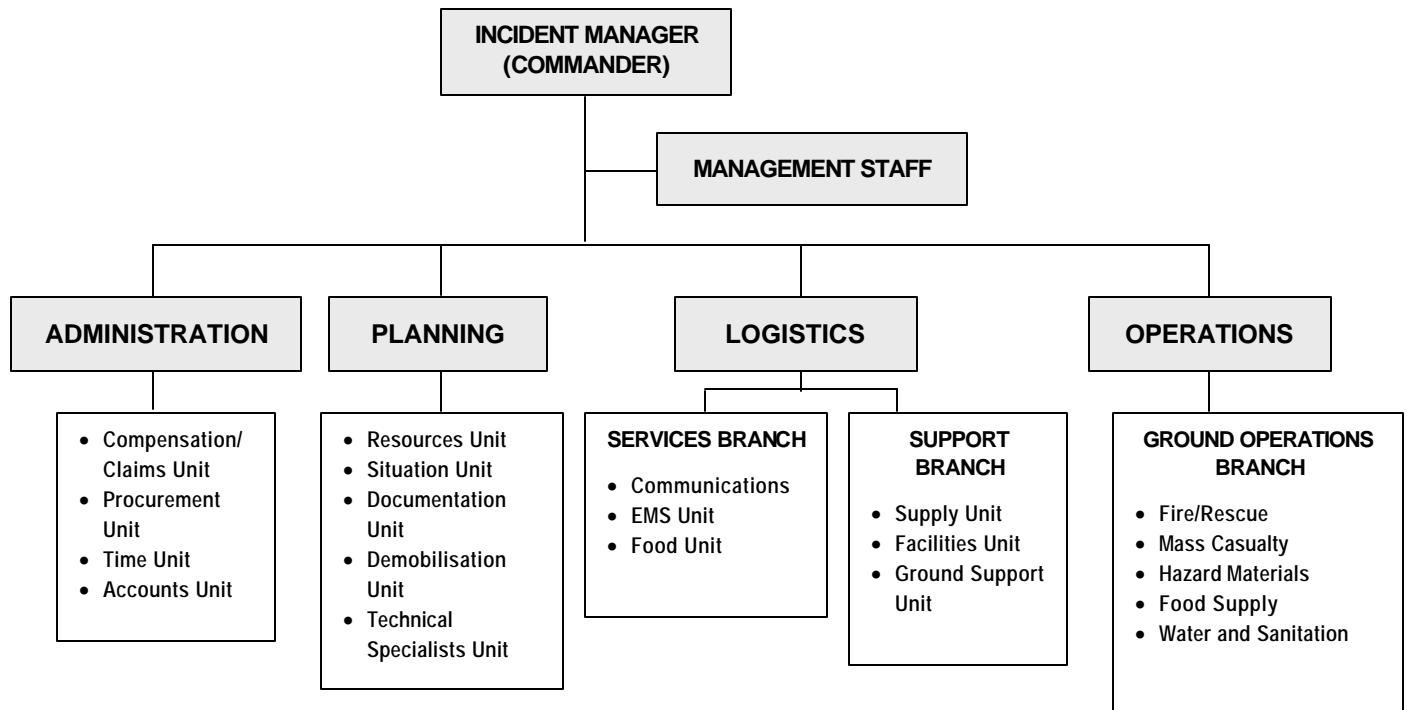 INCIDENT MANAGER
(COMMANDER)
MANAGEMENT STAFF
ADMINISTRATION
PLANNING
LOGISTICS
OPERATIONS
• Compensation/
Claims Unit
• Procurement
Unit
• Time Unit
• Accounts Unit
• Resources Unit
• Situation Unit
• Documentation
Unit
• Demobilisation
Unit
• Technical
Specialists Unit
SERVICES BRANCH
• Communications
• EMS Unit
• Food Unit
SUPPORT
BRANCH
• Supply Unit
• Facilities Unit
• Ground Support
Unit
GROUND OPERATIONS
BRANCH
• Fire/Rescue
• Mass Casualty
• Hazard Materials
• Food Supply
• Water and Sanitation